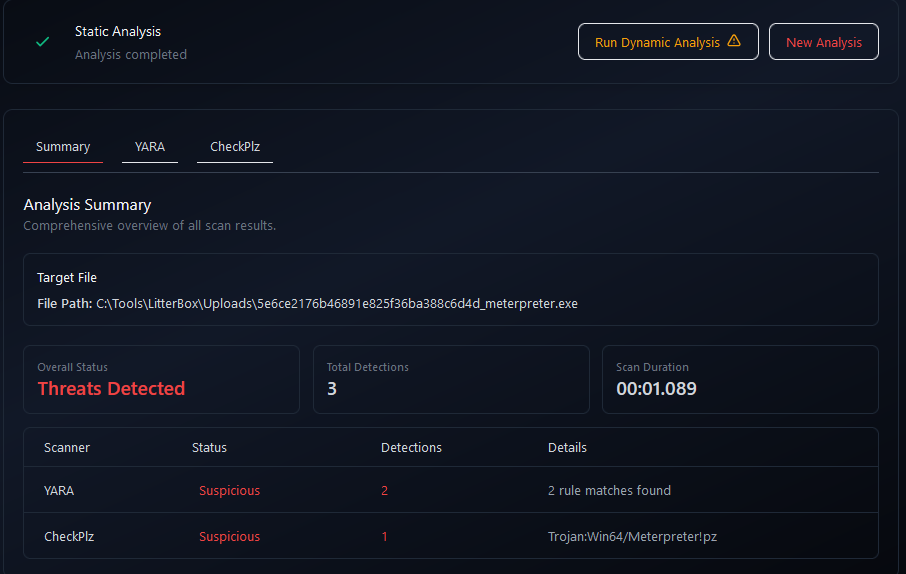 Static Analysis
Analysis completed
Run Dynamic Analysis
New Analysis
Summary YARA CheckPlz
Analysis Summary
Comprehensive overview of all scan results.
Target File
File Path: C:\Tools\LitterBox\Uploads\5e6ce2176b46891e825f36ba388c6d4d_meterpreter.exe
Overall Status Total Detections Scan Duration
Threats Detected 3 00:01.089
Scanner Status Detections Details
YARA Suspicious 2 2 rule matches found
CheckPlz Suspicious 1 Trojan:Win64/Meterpreter!pz